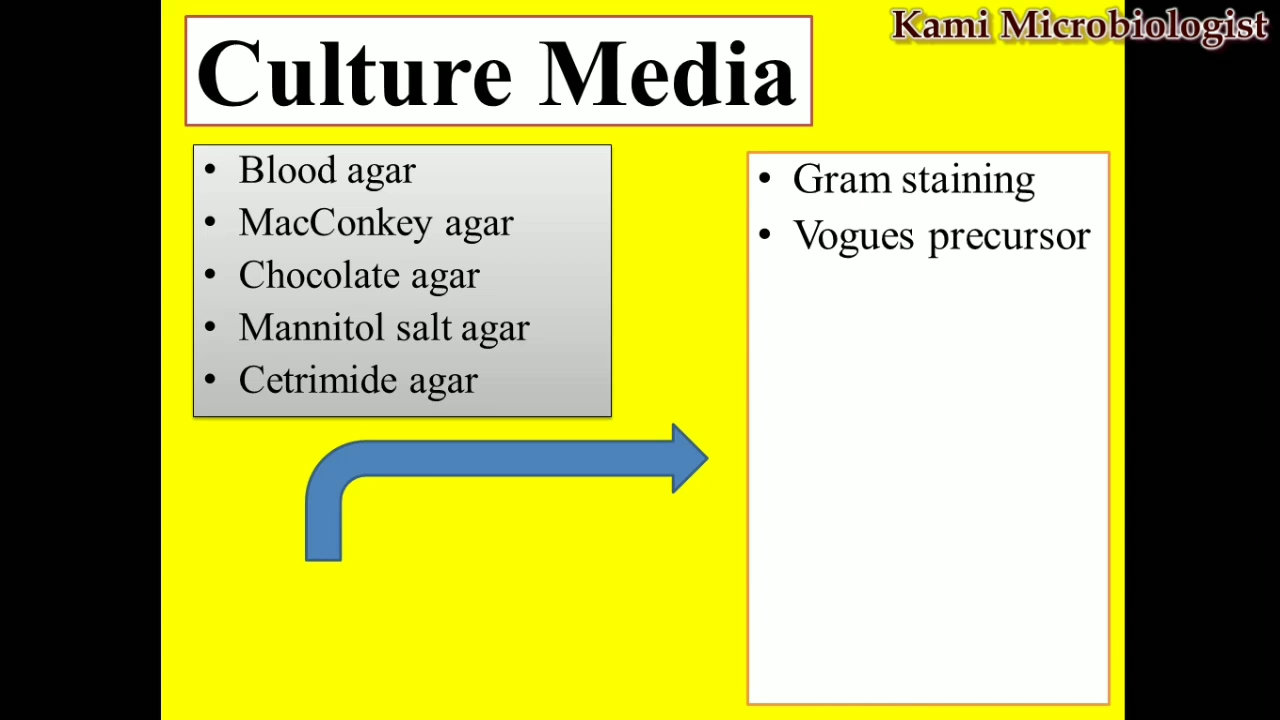 Kami Microbiologist
Culture Media
• Blood agar
• MacConkey agar
• Chocolate agar
• Mannitol salt agar
• Cetrimide agar
• Gram staining
• Vogues precursor